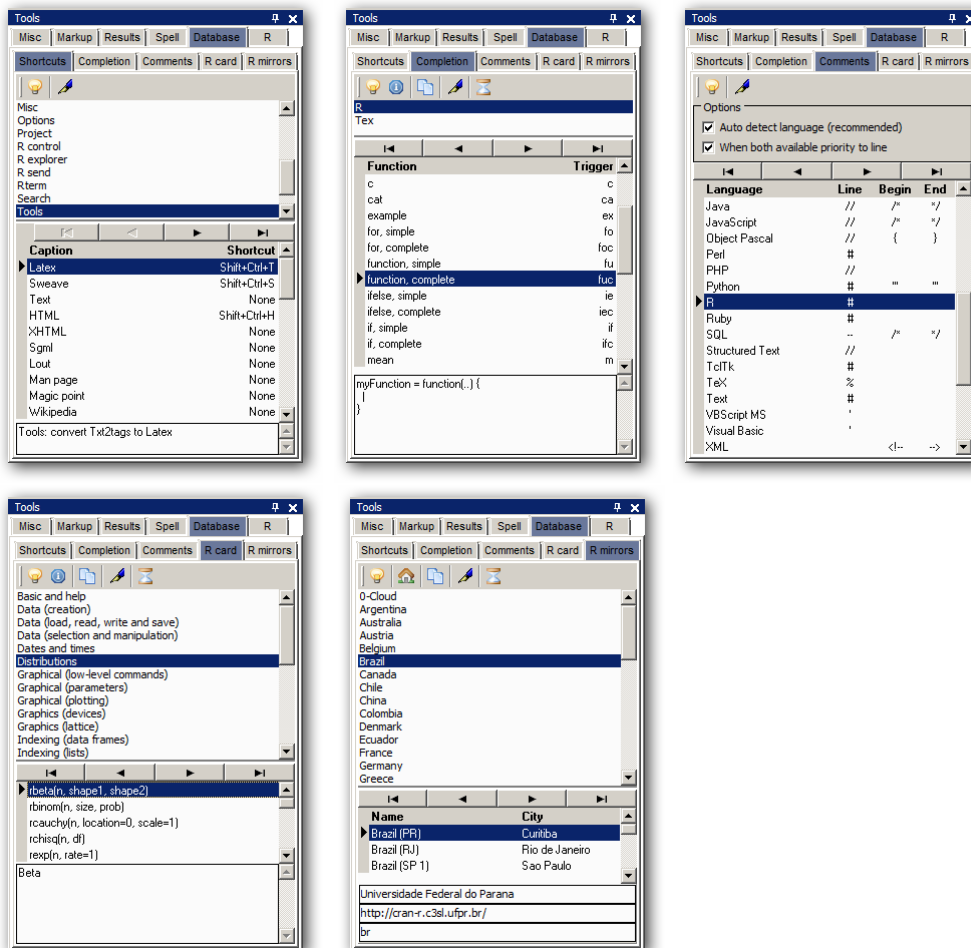 Tools
Misc Markup Results Spell Database R
Shortcuts Completion Comments R card R mirrors
Misc
Options
Project
R control
R explorer
R send
Rterm
Search
Tools
Caption Shortcut
Latex Shift+Ctrl+T
Sweave Shift+Ctrl+S
Text None
HTML Shift+Ctrl+H
XHTML None
Sgml None
Lout None
Man page None
Magic point None
Wikipedia None
Tools: convert Txt2tags to Latex
Tools
Misc Markup Results Spell Database R
Shortcuts Completion Comments R card R mirrors
R
Tex
Function Trigger
c c
cat ca
example ex
for, simple fo
for, complete foc
function, simple fu
function, complete fuc
ifelse, simple ie
ifelse, complete iec
if, simple if
if, complete ifc
mean m
myFunction = function(..) {
|
}
Tools
Misc Markup Results Spell Database R
Shortcuts Completion Comments R card R mirrors
Options
Auto detect language (recommended)
When both available priority to line
Language Line Begin End
Java // /* */
JavaScript // /* */
Object Pascal // { }
Perl #
PHP //
Python # ''' '''
R #
Ruby #
SQL -- /* */
Structured Text //
TclTk #
TeX %
Text #
VBScript MS '
Visual Basic '
XML <!-- -->
Tools
Misc Markup Results Spell Database R
Shortcuts Completion Comments R card R mirrors
Basic and help
Data (creation)
Data (load, read, write and save)
Data (selection and manipulation)
Dates and times
Distributions
Graphical (low-level commands)
Graphical (parameters)
Graphical (plotting)
Graphics (devices)
Graphics (lattice)
Indexing (data frames)
Indexing (lists)
rbeta(n, shape1, shape2)
rbinom(n, size, prob)
rcauchy(n, location=0, scale=1)
rchisq(n, df)
rexp(n, rate=1)
Beta
Tools
Misc Markup Results Spell Database R
Shortcuts Completion Comments R card R mirrors
0-Cloud
Argentina
Australia
Austria
Belgium
Brazil
Canada
Chile
China
Colombia
Denmark
Ecuador
France
Germany
Greece
Name City
Brazil (PR) Curitiba
Brazil (RJ) Rio de Janeiro
Brazil (SP 1) Sao Paulo
Universidade Federal do Parana
http://cran-r.c3sl.ufpr.br/
br